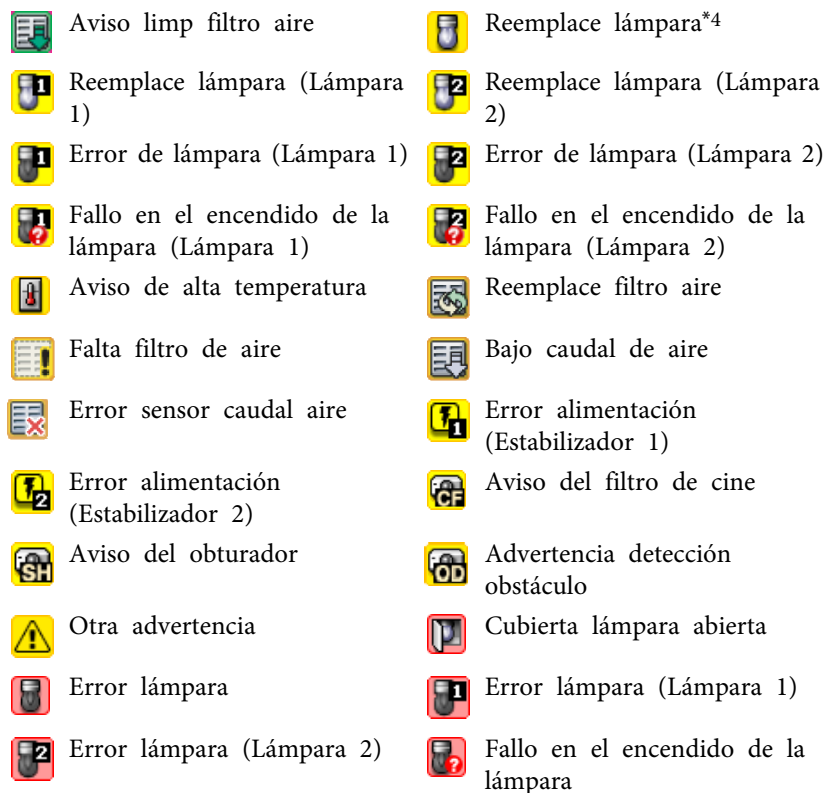 Aviso limp filtro aire
Reemplace lámpara*4
Reemplace lámpara (Lámpara
1)
Reemplace lámpara (Lámpara
2)
Error de lámpara (Lámpara 1)
Error de lámpara (Lámpara 2)
Fallo en el encendido de la
lámpara (Lámpara 1)
Fallo en el encendido de la
lámpara (Lámpara 2)
Aviso de alta temperatura
Reemplace filtro aire
Falta filtro de aire
Bajo caudal de aire
Error sensor caudal aire
Error alimentación
(Estabilizador 1)
Error alimentación
(Estabilizador 2)
Aviso del filtro de cine
Aviso del obturador
Advertencia detección
obstáculo
Otra advertencia
Cubierta lámpara abierta
Error lámpara
Error lámpara (Lámpara 1)
Error lámpara (Lámpara 2)
Fallo en el encendido de la
lámpara